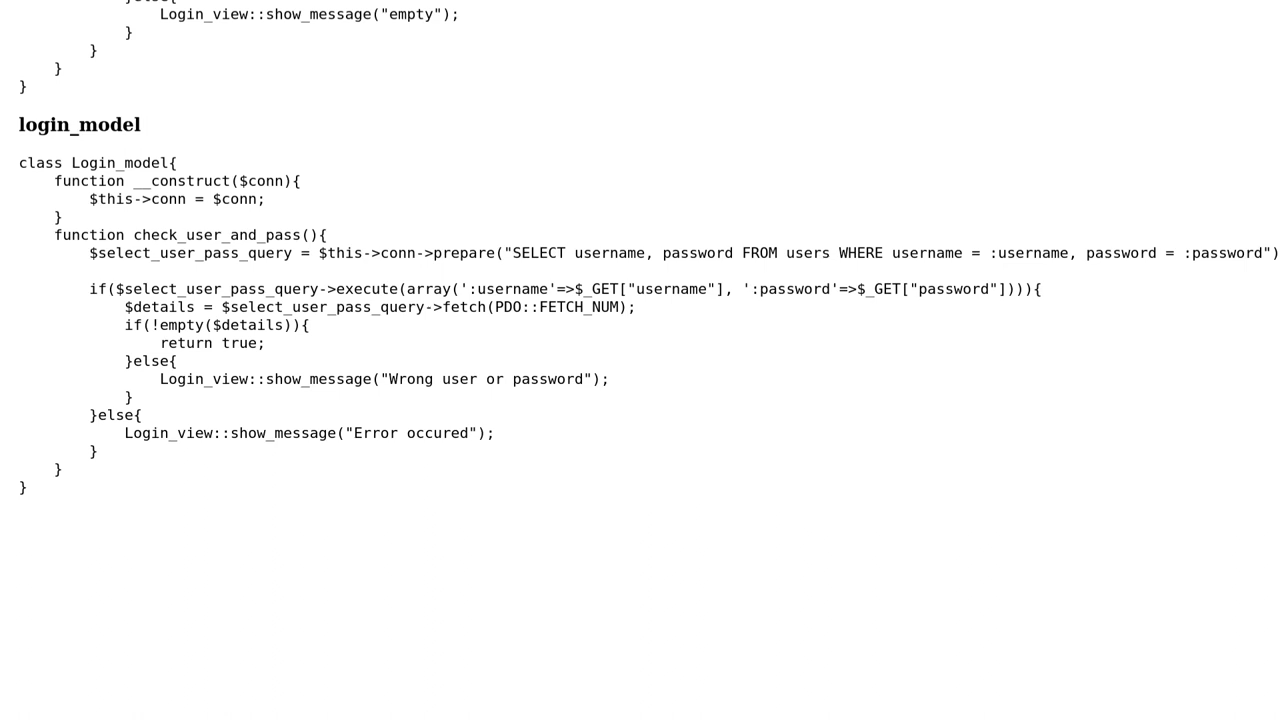 }else{
Login_view::show_message("empty");
}
}
}
}
login_model
class Login_model{
function __construct($conn){
$this->conn = $conn;
}
function check_user_and_pass(){
$select_user_pass_query = $this->conn->prepare("SELECT username, password FROM users WHERE username = :username, password = :password")
if($select_user_pass_query->execute(array(':username'=>$_GET["username"], ':password'=>$_GET["password"]))){
$details = $select_user_pass_query->fetch(PDO::FETCH_NUM);
if(!empty($details)){
return true;
}else{
Login_view::show_message("Wrong user or password");
}
}else{
Login_view::show_message("Error occured");
}
}
}